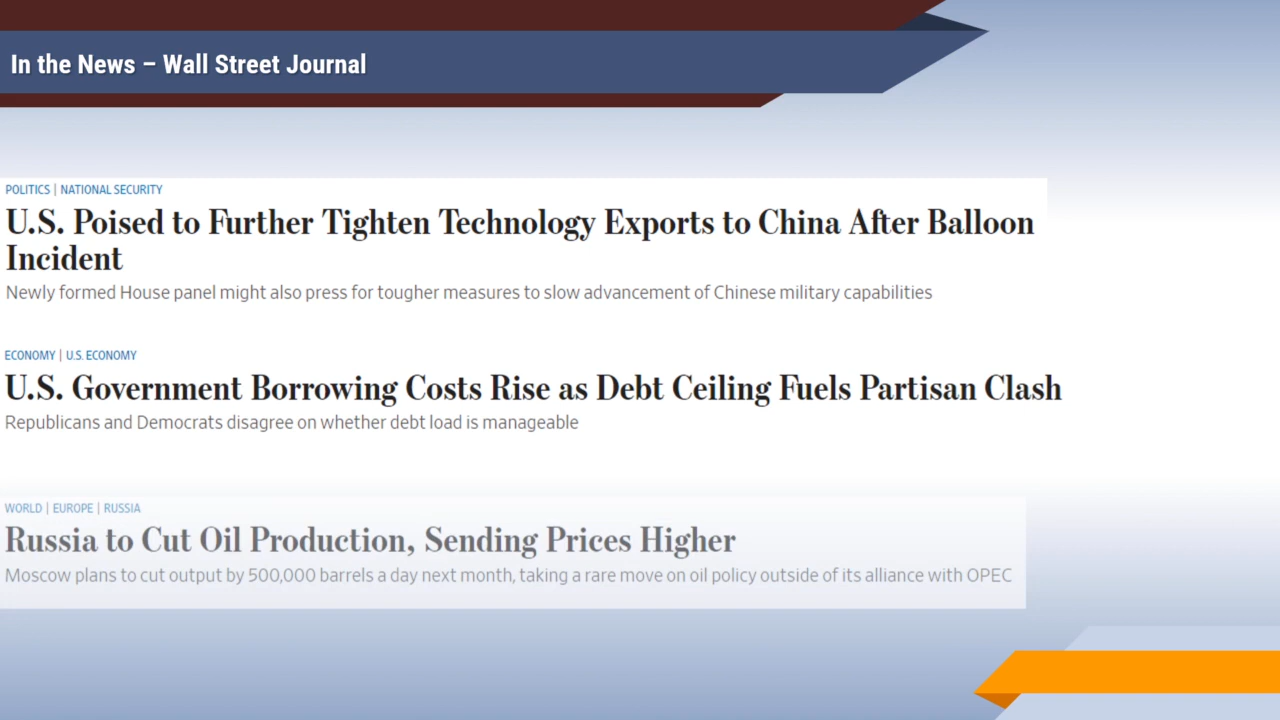 In the News – Wall Street Journal
POLITICS | NATIONAL SECURITY
U.S. Poised to Further Tighten Technology Exports to China After Balloon
Incident
Newly formed House panel might also press for tougher measures to slow advancement of Chinese military capabilities
ECONOMY | U.S. ECONOMY
U.S. Government Borrowing Costs Rise as Debt Ceiling Fuels Partisan Clash
Republicans and Democrats disagree on whether debt load is manageable
WORLD | EUROPE | RUSSIA
Russia to Cut Oil Production, Sending Prices Higher
Moscow plans to cut output by 500,000 barrels a day next month, taking a rare move on oil policy outside of its alliance with OPEC